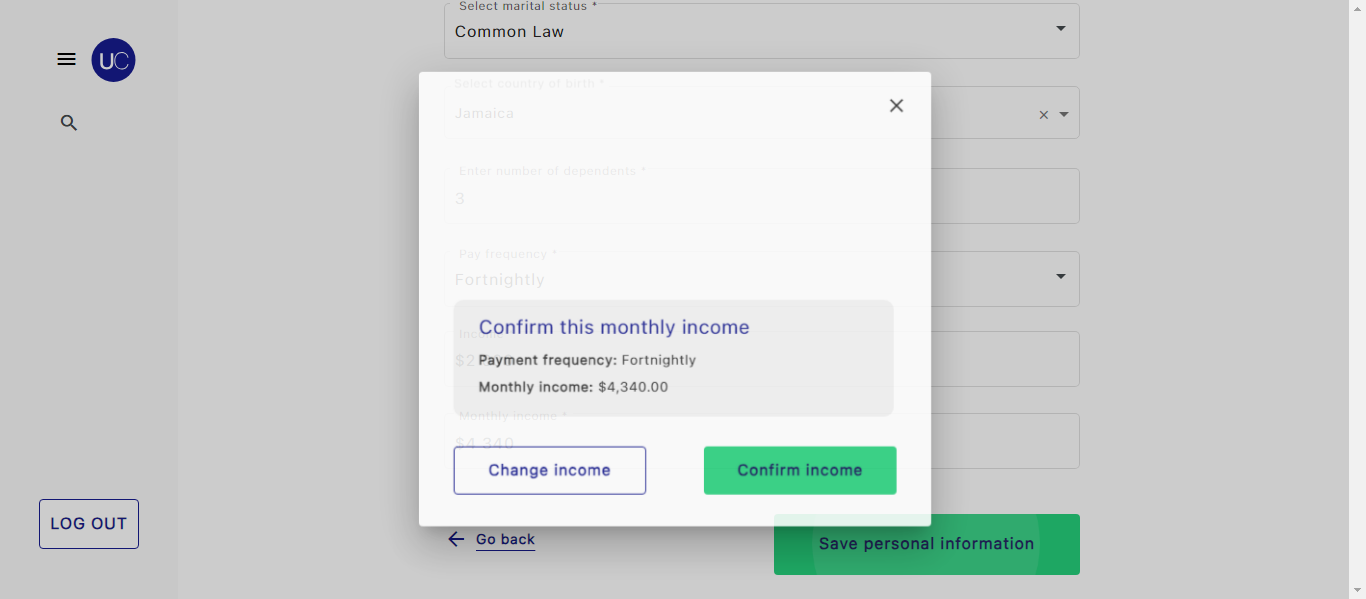 Select marital status *
Common Law
UC
Select country of birth *
Jamaica
Enter number of dependents *
3
Pay frequency *
Fortnightly
Confirm this monthly income
Income
Payment frequency: Fortnightly
Monthly income: $4,340.00
Monthly income *
$4,340
Change income
Confirm income
LOG OUT
Go back
Save personal information